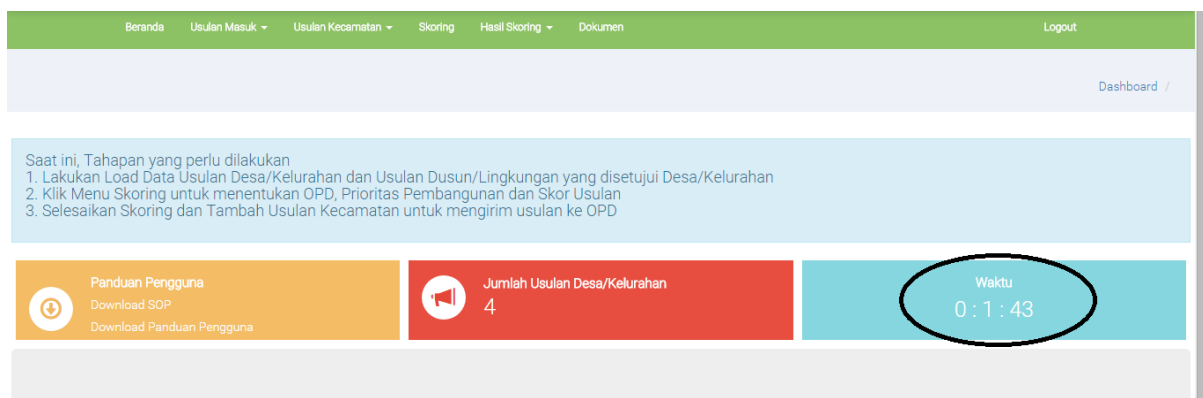 Beranda Usulan Masuk Usulan Kecamatan Skoring Hasil Skoring Dokumen Logout
Dashboard /
Saat ini, Tahapan yang perlu dilakukan
1. Lakukan Load Data Usulan Desa/Kelurahan dan Usulan Dusun/Lingkungan yang disetujui Desa/Kelurahan
2. Klik Menu Skoring untuk menentukan OPD, Prioritas Pembangunan dan Skor Usulan
3. Selesaikan Skoring dan Tambah Usulan Kecamatan untuk mengirim usulan ke OPD
Panduan Pengguna
Download SOP
Download Panduan Pengguna
Jumlah Usulan Desa/Kelurahan
4
Waktu
0 : 1 : 43